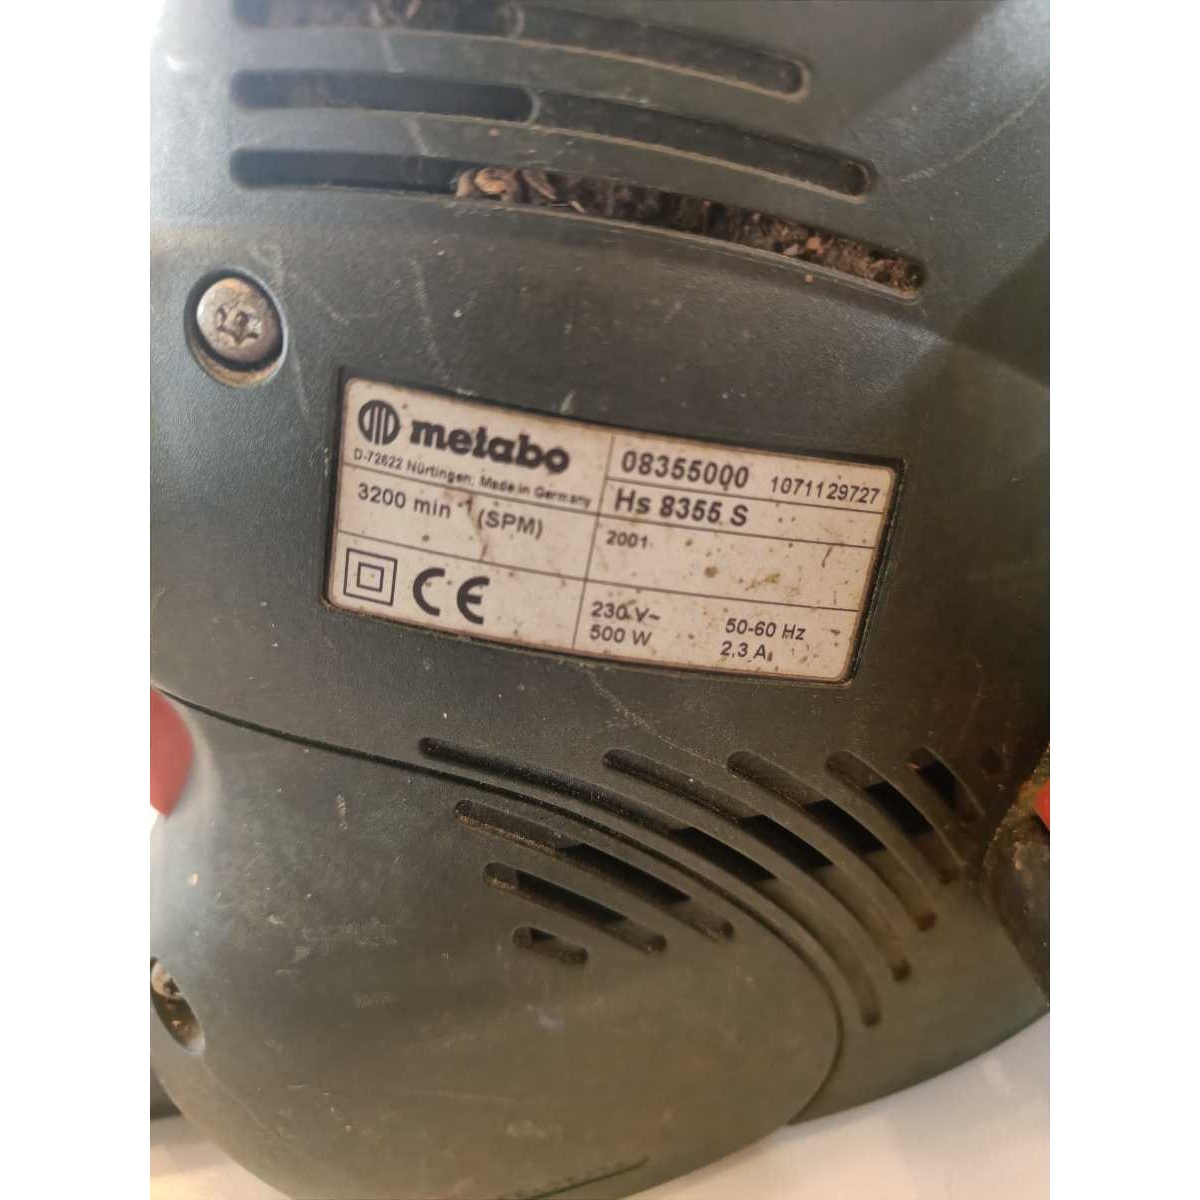 metabo
D-72622 Nürtingen, Made in Germany
3200 min⁻¹ (SPM)
CE
08355000 1071129727
Hs 8355 S
2001
230 V~ 50-60 Hz
500 W 2,3 A